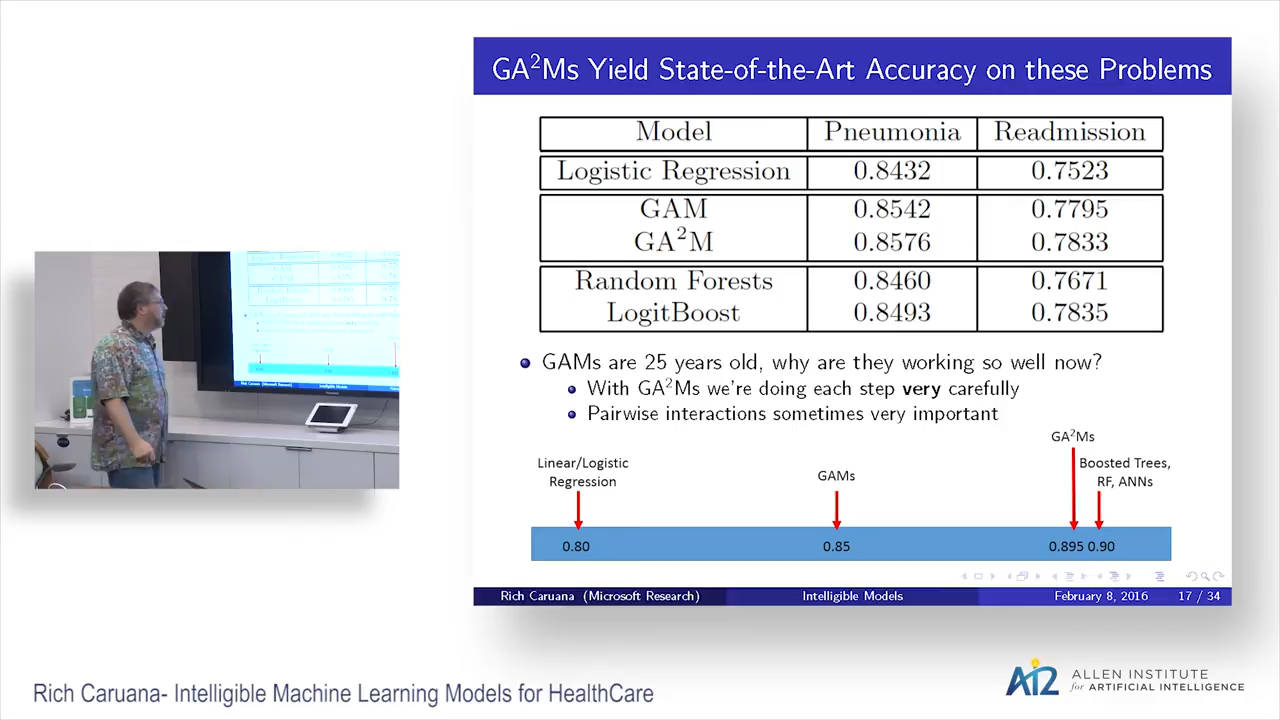 GA²Ms Yield State-of-the-Art Accuracy on these Problems
Model Pneumonia Readmission
Logistic Regression 0.8432 0.7523
GAM 0.8542 0.7795
GA²M 0.8576 0.7833
Random Forests 0.8460 0.7671
LogitBoost 0.8493 0.7835
GAMs are 25 years old, why are they working so well now?
With GA²Ms we're doing each step very carefully
Pairwise interactions sometimes very important
GA²Ms
Linear/Logistic
Regression
GAMs
Boosted Trees,
RF, ANNs
0.80 0.85 0.895 0.90
Rich Caruana (Microsoft Research) Intelligible Models February 8, 2016 17 / 34
Rich Caruana- Intelligible Machine Learning Models for HealthCare
AI2 ALLEN INSTITUTE
for ARTIFICIAL INTELLIGENCE